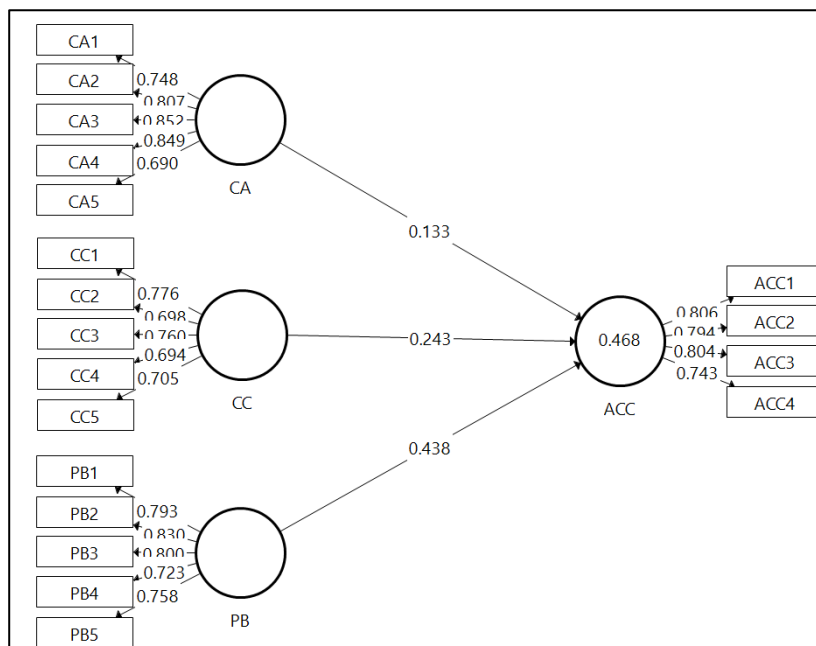 CA1
CA2
CA3
CA4
CA5
0.748
0.807
0.852
0.849
0.690
CA
CC1
CC2
CC3
CC4
CC5
0.776
0.698
0.760
0.694
0.705
CC
PB1
PB2
PB3
PB4
PB5
0.793
0.830
0.800
0.723
0.758
PB
0.133
0.243
0.438
0.468
ACC
0.806
0.794
0.804
0.743
ACC1
ACC2
ACC3
ACC4